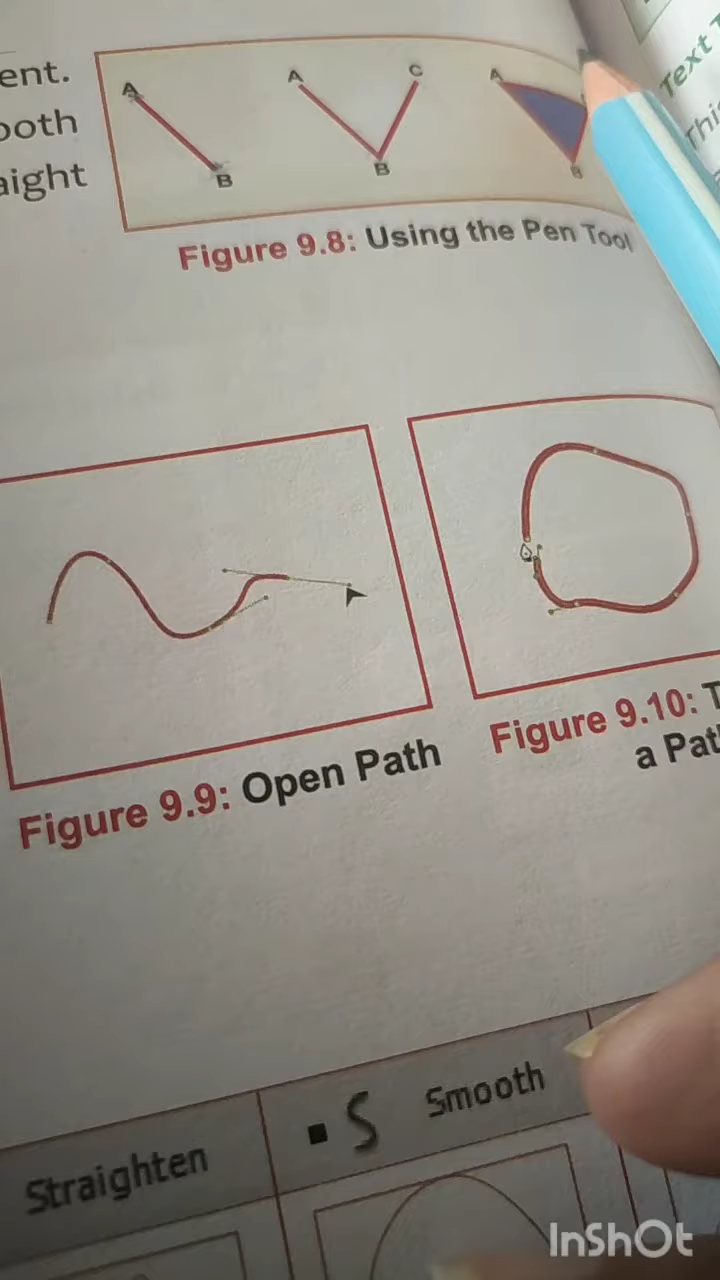 ent.
ooth
aight
A
B
A
C
B
A
B
Figure 9.8: Using the Pen Tool
Text
This
Figure 9.9: Open Path
Figure 9.10: T
a Pat
Straighten
▪ S Smooth
InShOt